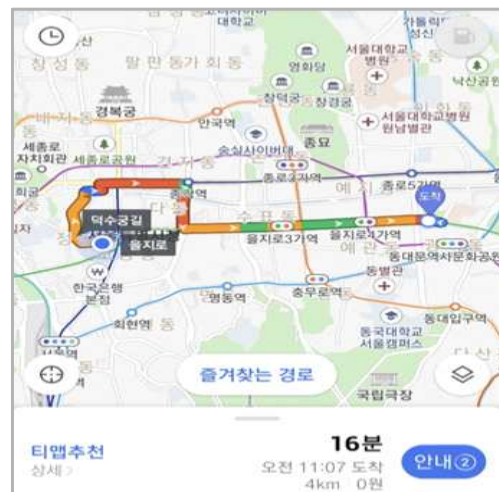 창성동
말판동
가회동
서울대학교
병원
영화당
낙산공원
경복궁
창덕궁
창경궁
안국역
서울대학교병원
원남별관
세종로
자치회관
세종로공원
숭실사이버대
종묘
종로3가역
종로5가역
도착
덕수궁길
을지로
을지로3가역
을지로4가역
동대문역사문화공원
동별관
한국은행
본점
명동역
충무로역
회현역
동대입구역
동국대학교
서울캠퍼스
즐겨찾는 경로
국립극장
티맵추천
상세 >
16분
오전 11:07 도착
4km 0원
안내②